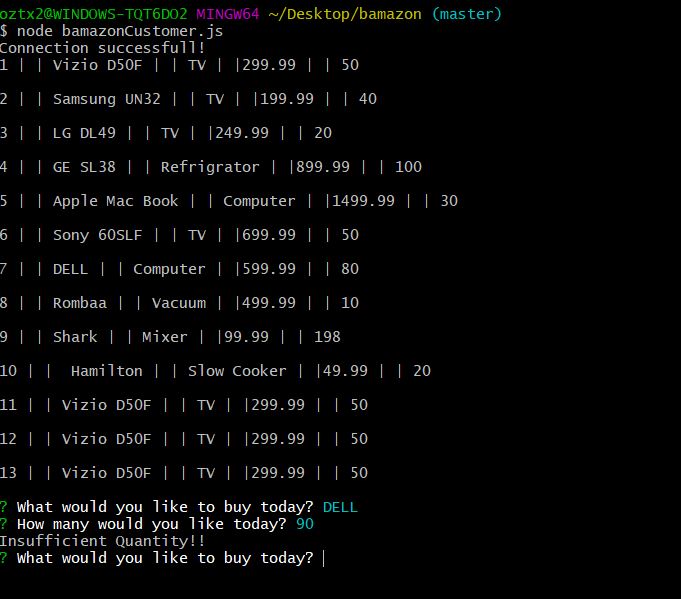 oztx2@WINDOWS-TQT6DO2 MINGW64 ~/Desktop/bamazon (master)
$ node bamazonCustomer.js
Connection successfull!
1 | | Vizio D50F | | TV | |299.99 | | 50
2 | | Samsung UN32 | | TV | |199.99 | | 40
3 | | LG DL49 | | TV | |249.99 | | 20
4 | | GE SL38 | | Refrigrator | |899.99 | | 100
5 | | Apple Mac Book | | Computer | |1499.99 | | 30
6 | | Sony 60SLF | | TV | |699.99 | | 50
7 | | DELL | | Computer | |599.99 | | 80
8 | | Rombaa | | Vacuum | |499.99 | | 10
9 | | Shark | | Mixer | |99.99 | | 198
10 | |  Hamilton | | Slow Cooker | |49.99 | | 20
11 | | Vizio D50F | | TV | |299.99 | | 50
12 | | Vizio D50F | | TV | |299.99 | | 50
13 | | Vizio D50F | | TV | |299.99 | | 50
? What would you like to buy today? DELL
? How many would you like today? 90
Insufficient Quantity!!
? What would you like to buy today?